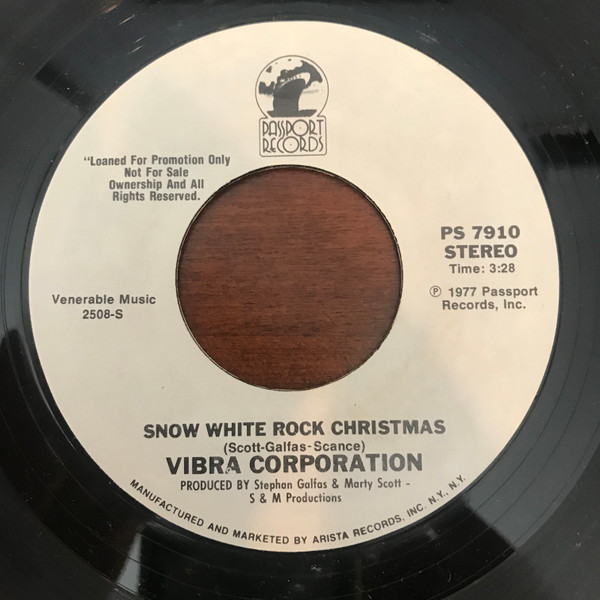 PASSPORT
RECORDS
"Loaned For Promotion Only
Not For Sale
Ownership And All
Rights Reserved.
PS 7910
STEREO
Time: 3:28
Ⓟ 1977 Passport
Records, Inc.
Venerable Music
2508-S
SNOW WHITE ROCK CHRISTMAS
(Scott-Galfas-Scance)
VIBRA CORPORATION
PRODUCED BY Stephan Galfas & Marty Scott -
S & M Productions
MANUFACTURED AND MARKETED BY ARISTA RECORDS, INC. N.Y., N.Y.